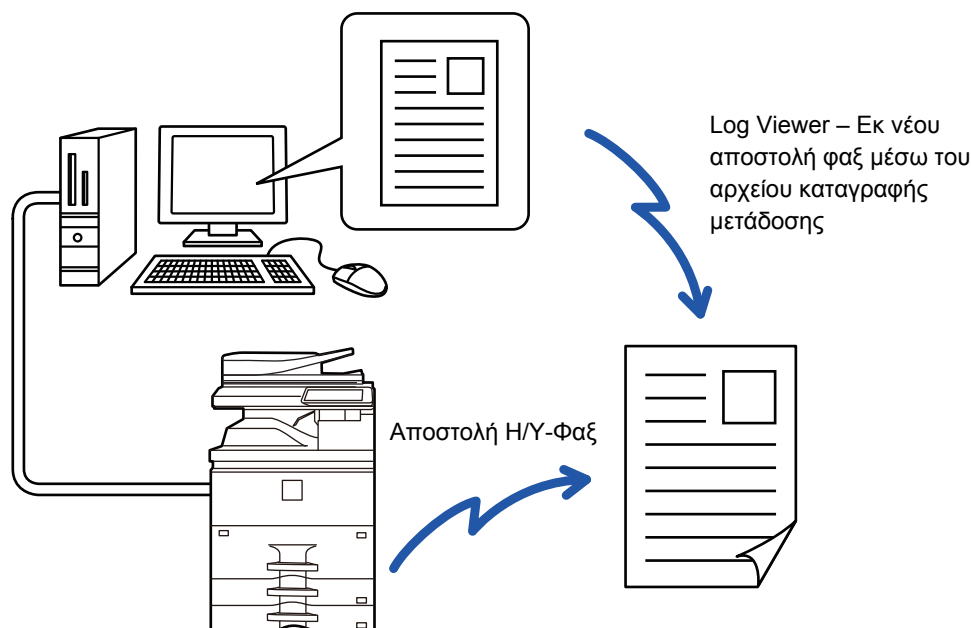 Log Viewer – Εκ νέου
αποστολή φαξ μέσω του
αρχείου καταγραφής
μετάδοσης
Αποστολή Η/Υ-Φαξ